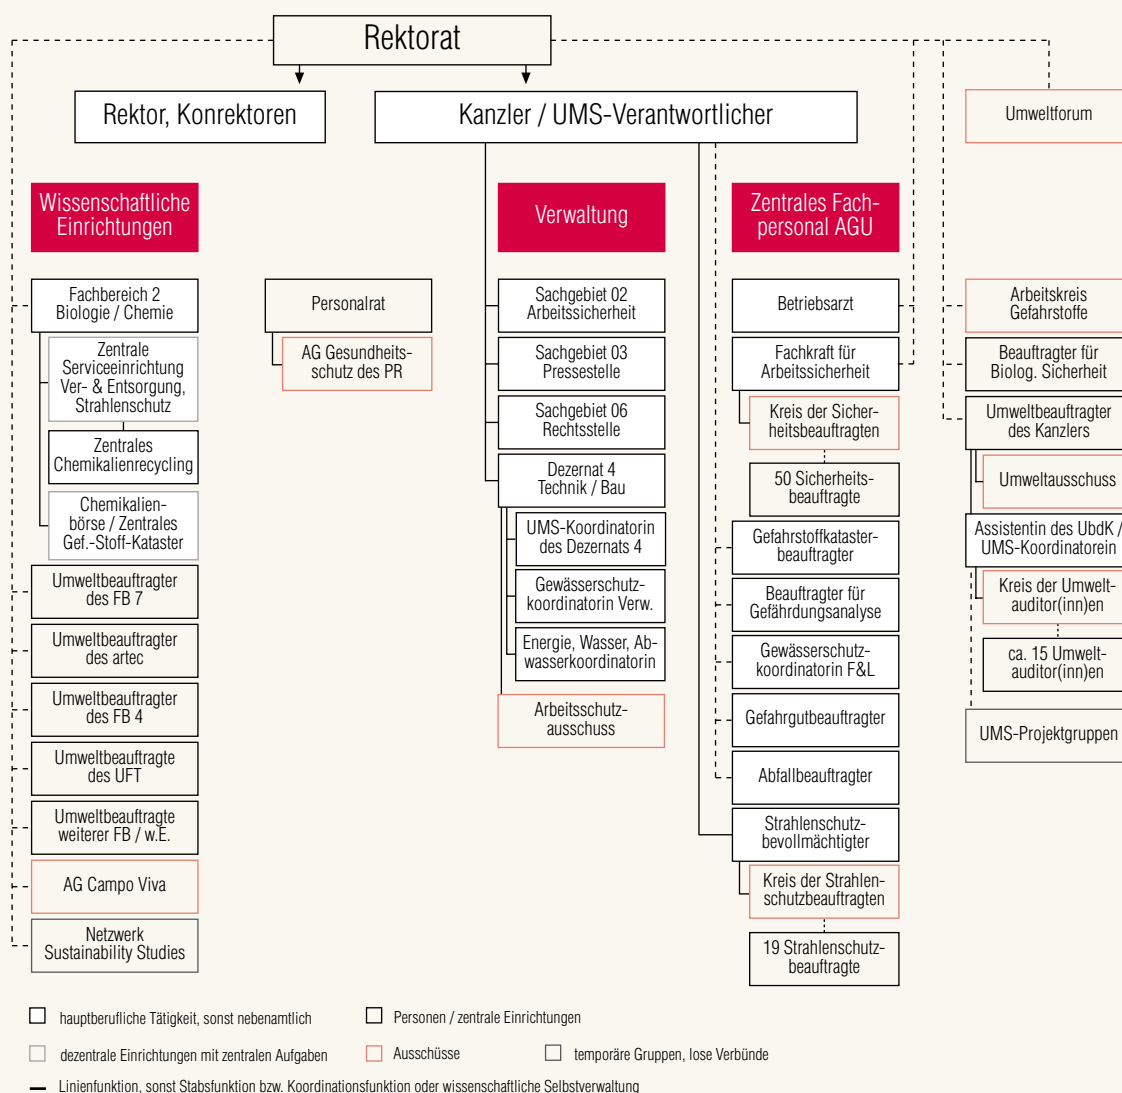 Rektorat
Rektor, Konrektoren
Kanzler / UMS-Verantwortlicher
Umweltforum
Wissenschaftliche
Einrichtungen
Fachbereich 2
Biologie / Chemie
Zentrale
Serviceeinrichtung
Ver- & Entsorgung,
Strahlenschutz
Zentrales
Chemikalienrecycling
Chemikalien-
börse / Zentrales
Gef.-Stoff-Kataster
Umweltbeauftragter
des FB 7
Umweltbeauftragter
des artec
Umweltbeauftragter
des FB 4
Umweltbeauftragte
des UFT
Umweltbeauftragte
weiterer FB / w.E.
AG Campo Viva
Netzwerk
Sustainability Studies
Personalrat
AG Gesundheits-
schutz des PR
Verwaltung
Sachgebiet 02
Arbeitssicherheit
Sachgebiet 03
Pressestelle
Sachgebiet 06
Rechtsstelle
Dezernat 4
Technik / Bau
UMS-Koordinatorin
des Dezernats 4
Gewässerschutz-
koordinatorin Verw.
Energie, Wasser, Ab-
wasserkoordinatorin
Arbeitsschutz-
ausschuss
Zentrales Fach-
personal AGU
Betriebsarzt
Fachkraft für
Arbeitssicherheit
Kreis der Sicher-
heitsbeauftragten
50 Sicherheits-
beauftragte
Gefahrstoffkataster-
beauftragter
Beauftragter für
Gefährdungsanalyse
Gewässerschutz-
koordinatorin F&L
Gefahrgutbeauftragter
Abfallbeauftragter
Strahlenschutz-
bevollmächtigter
Kreis der Strahlen-
schutzbeauftragten
19 Strahlenschutz-
beauftragte
Arbeitskreis
Gefahrstoffe
Beauftragter für
Biolog. Sicherheit
Umweltbeauftragter
des Kanzlers
Umweltausschuss
Assistentin des UbdK /
UMS-Koordinatorein
Kreis der Umwelt-
auditor(inn)en
ca. 15 Umwelt-
auditor(inn)en
UMS-Projektgruppen
hauptberufliche Tätigkeit, sonst nebenamtlich
Personen / zentrale Einrichtungen
dezentrale Einrichtungen mit zentralen Aufgaben
Ausschüsse
temporäre Gruppen, lose Verbünde
Linienfunktion, sonst Stabsfunktion bzw. Koordinationsfunktion oder wissenschaftliche Selbstverwaltung